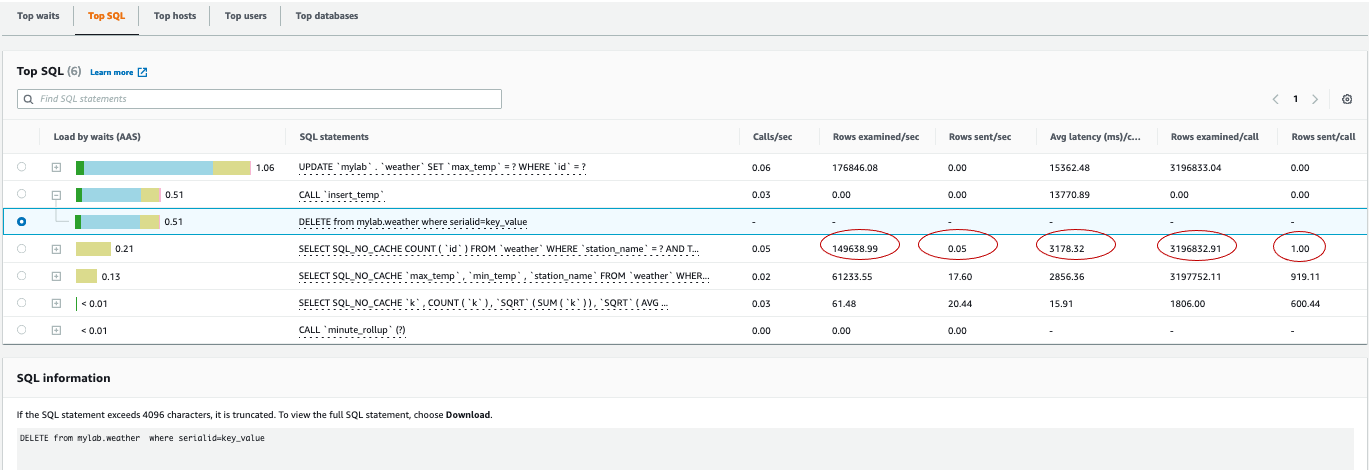 Top waits Top SQL Top hosts Top users Top databases
Top SQL (6) Learn more
Find SQL statements
1
Load by waits (AAS) SQL statements Calls/sec Rows examined/sec Rows sent/sec Avg latency (ms)/c... Rows examined/call Rows sent/call
1.06 UPDATE `mylab` . `weather` SET `max_temp` = ? WHERE `id` = ? 0.06 176846.08 0.00 15362.48 3196833.04 0.00
0.51 CALL `insert_temp` 0.03 0.00 0.00 13770.89 0.00 0.00
0.51 DELETE from mylab.weather where serialid=key_value - - - - - -
0.21 SELECT SQL_NO_CACHE COUNT ( `id` ) FROM `weather` WHERE `station_name` = ? AND T... 0.05 149638.99 0.05 3178.32 3196832.91 1.00
0.13 SELECT SQL_NO_CACHE `max_temp` , `min_temp` , `station_name` FROM `weather` WHER... 0.02 61233.55 17.60 2856.36 3197752.11 919.11
< 0.01 SELECT SQL_NO_CACHE `k` , COUNT ( `k` ) , `SQRT` ( SUM ( `k` ) ) , `SQRT` ( AVG ... 0.03 61.48 20.44 15.91 1806.00 600.44
< 0.01 CALL `minute_rollup` (?) 0.00 0.00 0.00 - - -
SQL information
If the SQL statement exceeds 4096 characters, it is truncated. To view the full SQL statement, choose Download.
DELETE from mylab.weather  where serialid=key_value